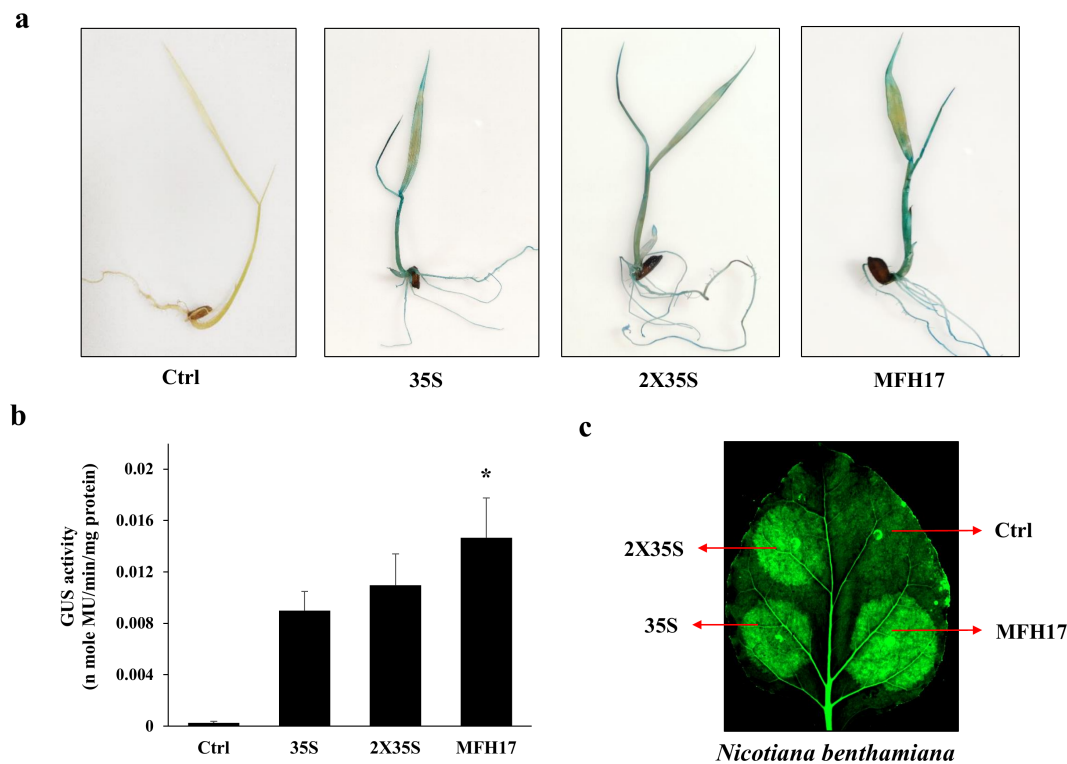 a
Ctrl
35S
2X35S
MFH17
b
GUS activity
(n mole MU/min/mg protein)
0.02
0.016
0.012
0.008
0.004
0
*
Ctrl
35S
2X35S
MFH17
c
2X35S
Ctrl
35S
MFH17
Nicotiana benthamiana